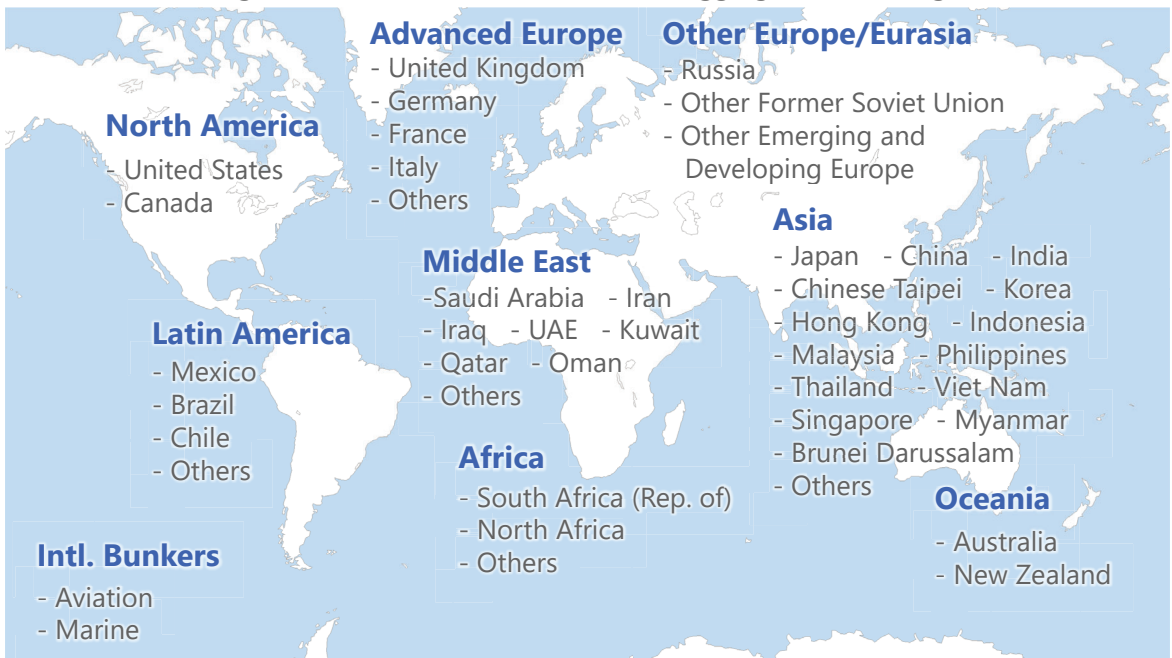 Advanced Europe
- United Kingdom
- Germany
- France
- Italy
- Others
Other Europe/Eurasia
- Russia
- Other Former Soviet Union
- Other Emerging and
Developing Europe
North America
- United States
- Canada
Asia
- Japan - China - India
- Chinese Taipei - Korea
- Hong Kong - Indonesia
- Malaysia - Philippines
- Thailand - Viet Nam
- Singapore - Myanmar
- Brunei Darussalam
- Others
Middle East
-Saudi Arabia - Iran
- Iraq - UAE - Kuwait
- Qatar - Oman
- Others
Latin America
- Mexico
- Brazil
- Chile
- Others
Africa
- South Africa (Rep. of)
- North Africa
- Others
Oceania
- Australia
- New Zealand
Intl. Bunkers
- Aviation
- Marine